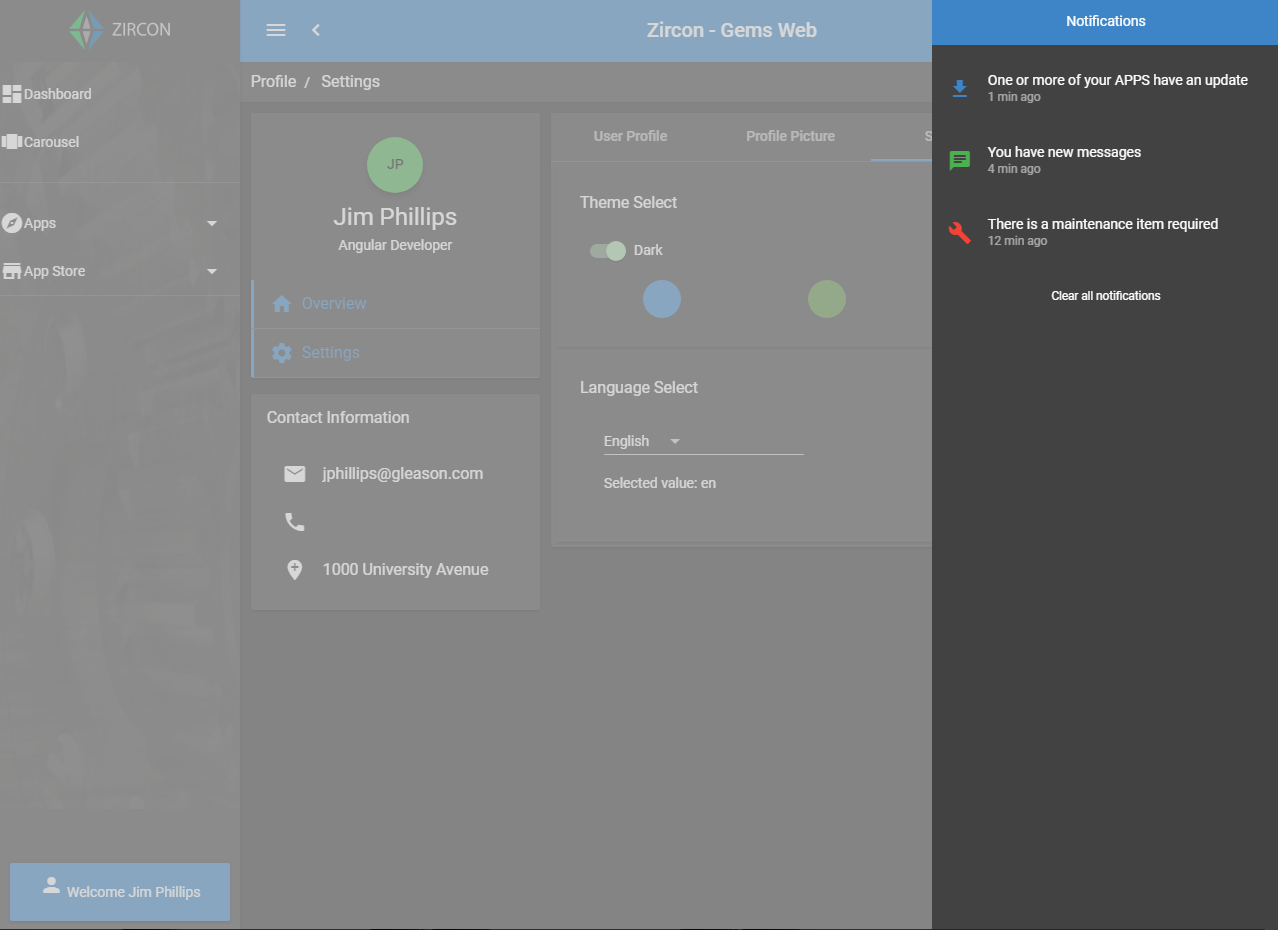 ZIRCON
Zircon - Gems Web
Notifications
Dashboard
Carousel
Apps
App Store
Welcome Jim Phillips
Profile / Settings
JP
Jim Phillips
Angular Developer
Overview
Settings
Contact Information
jphillips@gleason.com
1000 University Avenue
User Profile
Profile Picture
S
Theme Select
Dark
Language Select
English
Selected value: en
One or more of your APPS have an update
1 min ago
You have new messages
4 min ago
There is a maintenance item required
12 min ago
Clear all notifications